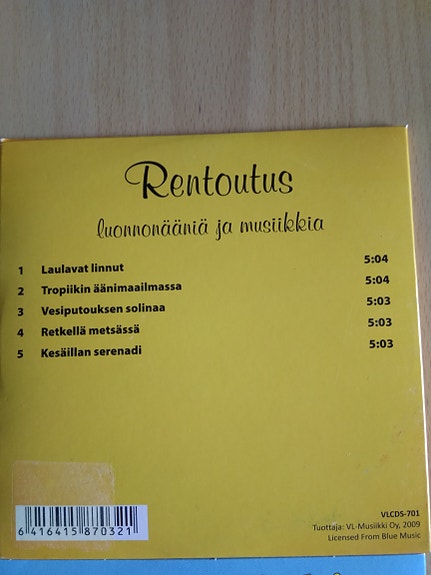 Rentoutus
luonnonääniä ja musiikkia
1 Laulavat linnut 5:04
2 Tropiikin äänimaailmassa 5:04
3 Vesiputouksen solinaa 5:03
4 Retkellä metsässä 5:03
5 Kesäillan serenadi 5:03
6 416415 870321
VLCDS-701
Tuottaja: VL-Musiikki Oy, 2009
Licensed From Blue Music